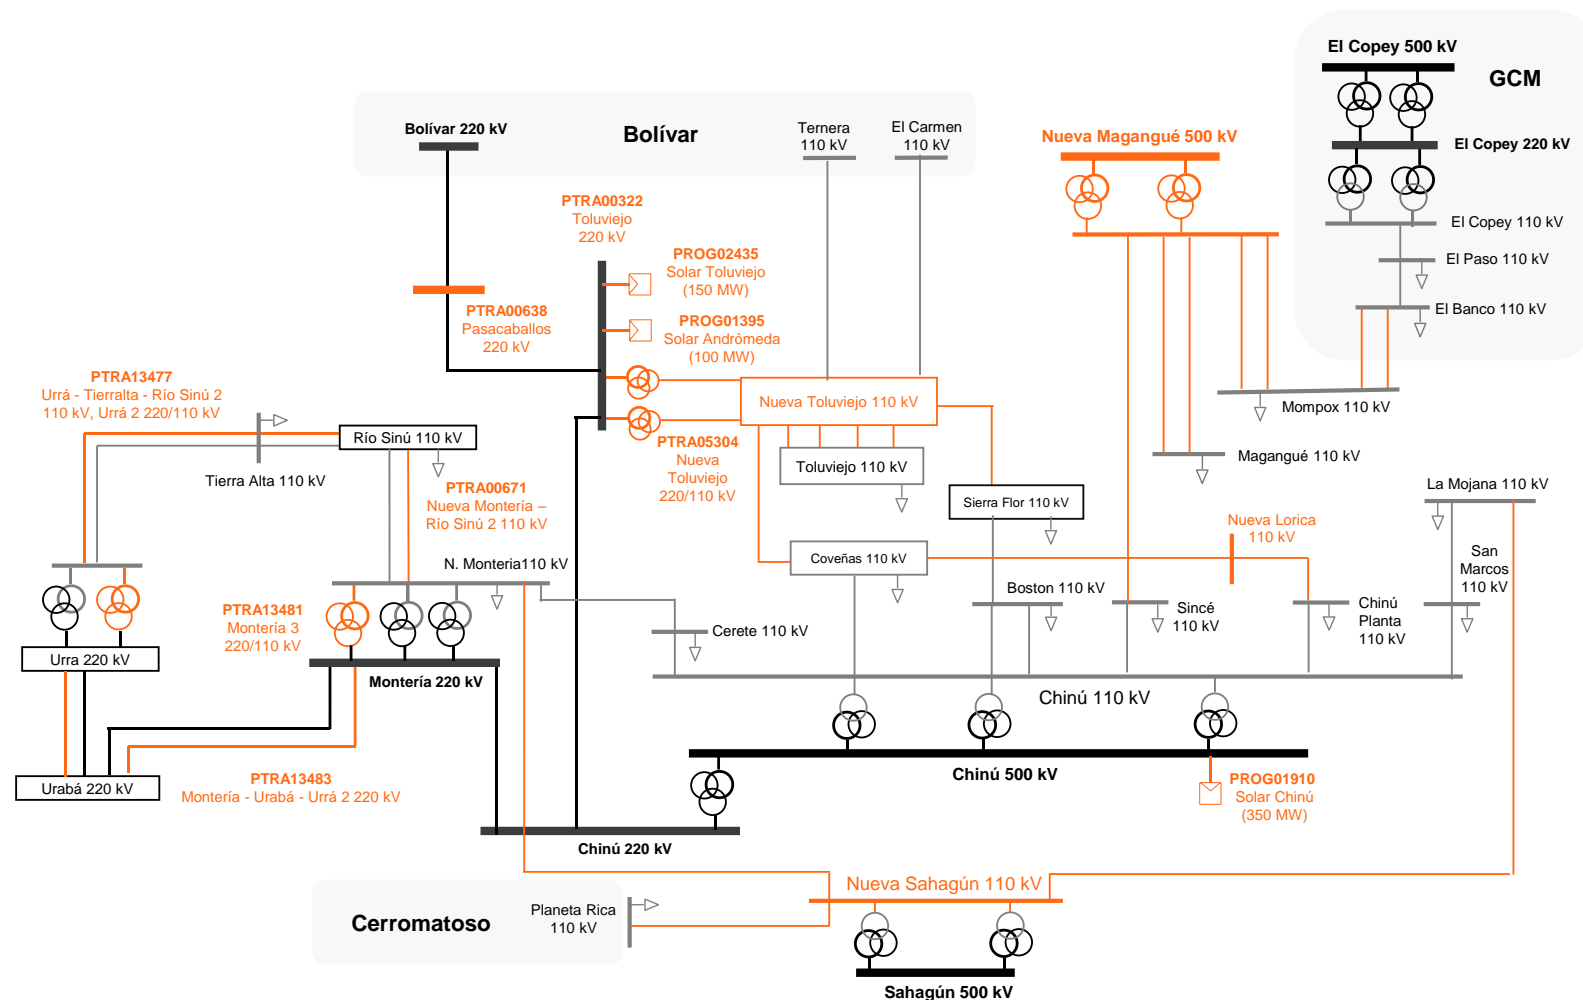 El Copey 500 kV
GCM
El Copey 220 kV
El Copey 110 kV
El Paso 110 kV
El Banco 110 kV
Bolívar 220 kV
Bolívar
Ternera
110 kV
El Carmen
110 kV
Nueva Magangué 500 kV
PTRA00322
Toluviejo
220 kV
PROG02435
Solar Toluviejo
(150 MW)
PTRA00638
Pasacaballos
220 kV
PROG01395
Solar Andrómeda
(100 MW)
PTRA13477
Urrá - Tierralta - Río Sinú 2
110 kV, Urrá 2 220/110 kV
Nueva Toluviejo 110 kV
Mompox 110 kV
Río Sinú 110 kV
PTRA05304
Nueva
Toluviejo
220/110 kV
Toluviejo 110 kV
Magangué 110 kV
Tierra Alta 110 kV
PTRA00671
Nueva Montería –
Río Sinú 2 110 kV
Sierra Flor 110 kV
La Mojana 110 kV
Nueva Lorica
110 kV
N. Monteria110 kV
Coveñas 110 kV
San
Marcos
110 kV
Boston 110 kV
PTRA13481
Montería 3
220/110 kV
Cerete 110 kV
Sincé
110 kV
Chinú
Planta
110 kV
Urra 220 kV
Montería 220 kV
Chinú 110 kV
Urabá 220 kV
PTRA13483
Montería - Urabá - Urrá 2 220 kV
Chinú 500 kV
PROG01910
Solar Chinú
(350 MW)
Chinú 220 kV
Nueva Sahagún 110 kV
Cerromatoso
Planeta Rica
110 kV
Sahagún 500 kV